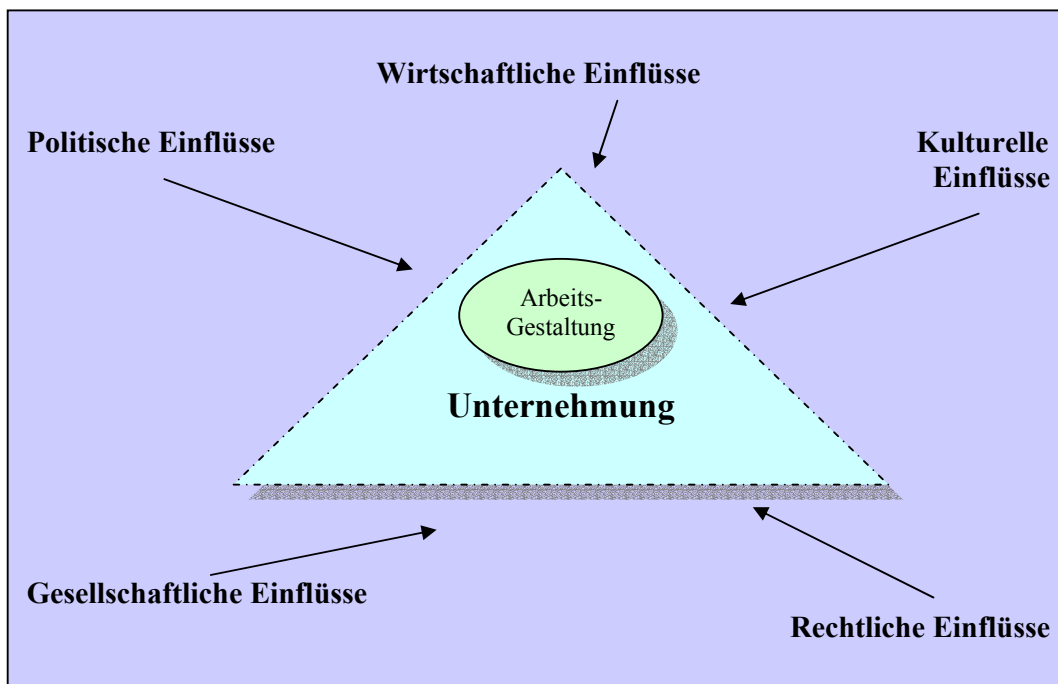 Wirtschaftliche Einflüsse
Politische Einflüsse
Kulturelle
Einflüsse
Arbeits-
Gestaltung
Unternehmung
Gesellschaftliche Einflüsse
Rechtliche Einflüsse